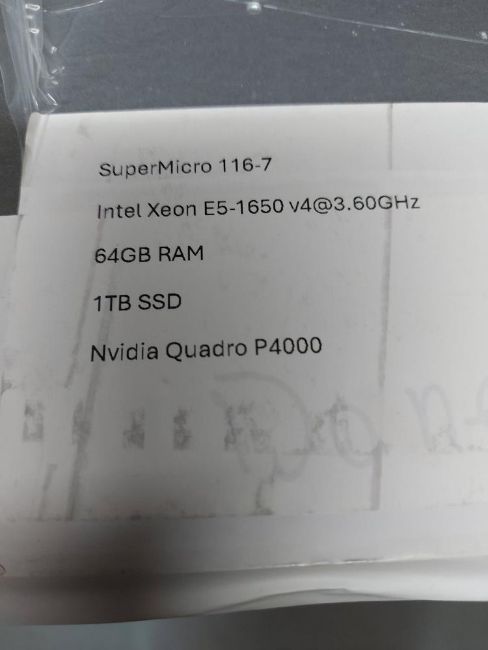 SuperMicro 116-7
Intel Xeon E5-1650 v4@3.60GHz
64GB RAM
1TB SSD
Nvidia Quadro P4000